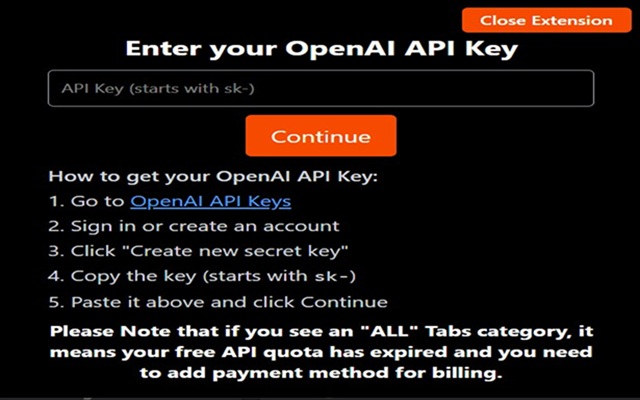 Close Extension
Enter your OpenAI API Key
API Key (starts with sk-)
Continue
How to get your OpenAI API Key:
1. Go to OpenAI API Keys
2. Sign in or create an account
3. Click "Create new secret key"
4. Copy the key (starts with sk-)
5. Paste it above and click Continue
Please Note that if you see an "ALL" Tabs category, it
means your free API quota has expired and you need
to add payment method for billing.